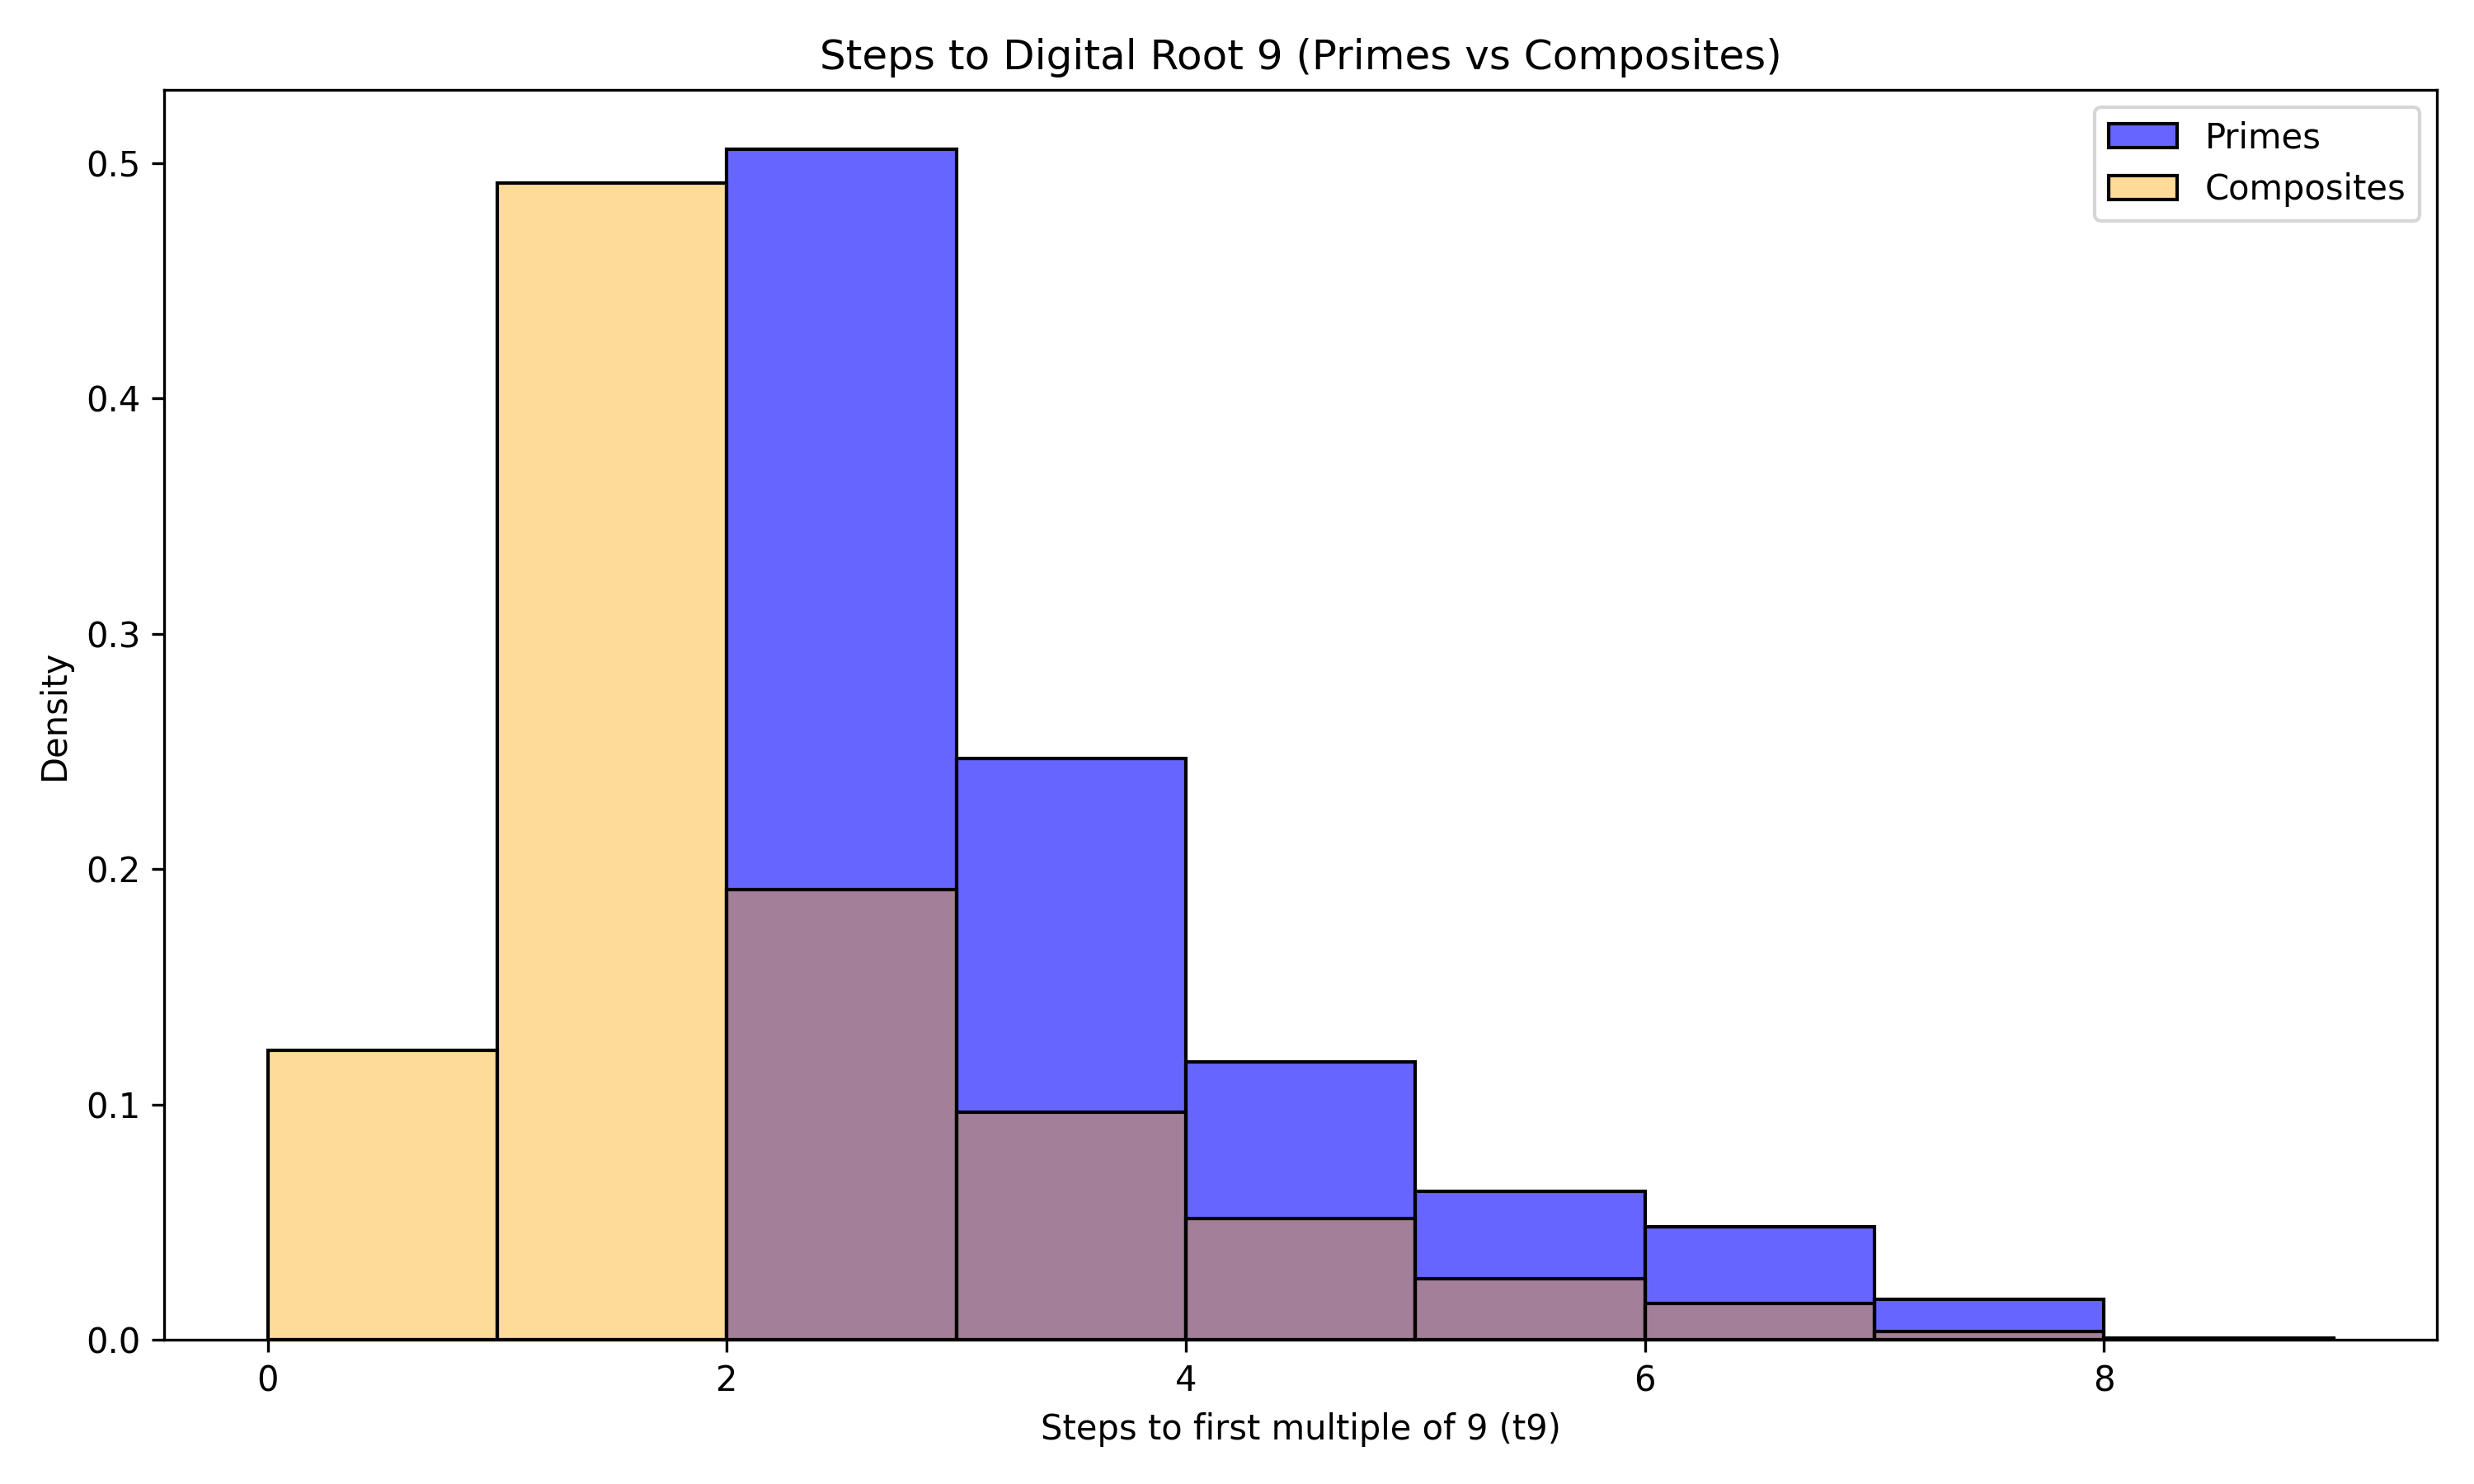 Steps to Digital Root 9 (Primes vs Composites)
Primes
Composites
0.5
0.4
0.3
0.2
0.1
0.0
Density
0 2 4 6 8
Steps to first multiple of 9 (t9)